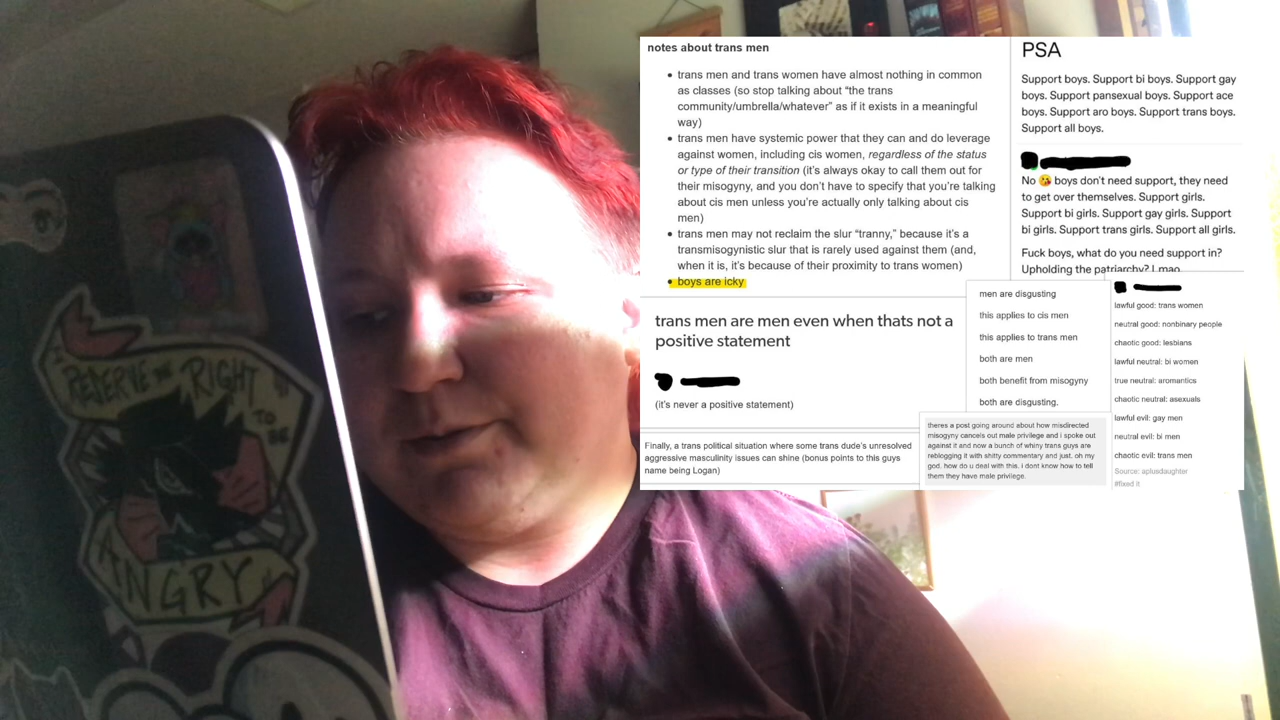 RESERVE RIGHT
ANGRY
notes about trans men
• trans men and trans women have almost nothing in common
as classes (so stop talking about “the trans
community/umbrella/whatever” as if it exists in a meaningful
way)
• trans men have systemic power that they can and do leverage
against women, including cis women, regardless of the status
or type of their transition (it’s always okay to call them out for
their misogyny, and you don’t have to specify that you’re talking
about cis men unless you’re actually only talking about cis
men)
• trans men may not reclaim the slur “tranny,” because it’s a
transmisogynistic slur that is rarely used against them (and,
when it is, it’s because of their proximity to trans women)
• boys are icky
PSA
Support boys. Support bi boys. Support gay
boys. Support pansexual boys. Support ace
boys. Support aro boys. Support trans boys.
Support all boys.
No 😘 boys don’t need support, they need
to get over themselves. Support girls.
Support bi girls. Support gay girls. Support
bi girls. Support trans girls. Support all girls.
Fuck boys, what do you need support in?
Upholding the patriarchy? Lmao
trans men are men even when thats not a
positive statement
(it’s never a positive statement)
men are disgusting
this applies to cis men
this applies to trans men
both are men
both benefit from misogyny
both are disgusting.
lawful good: trans women
neutral good: nonbinary people
chaotic good: lesbians
lawful neutral: bi women
true neutral: aromantics
chaotic neutral: asexuals
lawful evil: gay men
neutral evil: bi men
chaotic evil: trans men
Source: aplusdaughter
#fixed it
Finally, a trans political situation where some trans dude’s unresolved
aggressive masculinity issues can shine (bonus points to this guys
name being Logan)
theres a post going around about how misdirected
misogyny cancels out male privilege and i spoke out
against it and now a bunch of whiny trans guys are
reblogging it with shitty commentary and just. oh my
god. how do u deal with this. i dont know how to tell
them they have male privilege.